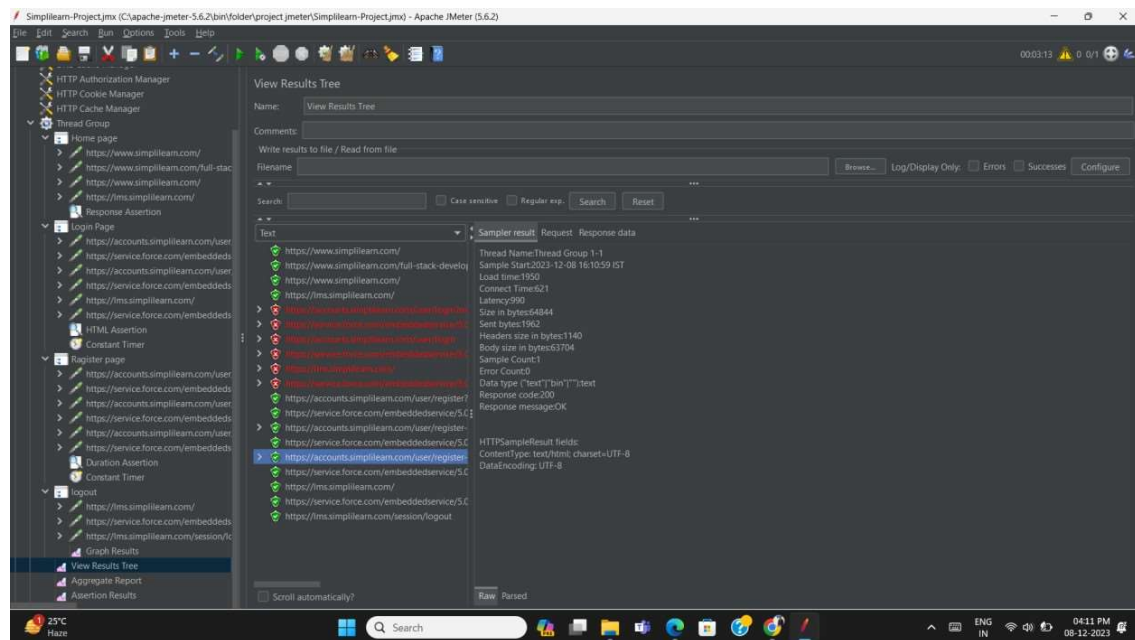 Simplilearn-Project.jmx (C:\apache-jmeter-5.6.2\bin\folder\project jmeter\Simplilearn-Project.jmx) - Apache JMeter (5.6.2)
File Edit Search Run Options Tools Help
00:03:13 0 0/1
HTTP Authorization Manager
HTTP Cookie Manager
HTTP Cache Manager
Thread Group
Home page
https://www.simplilearn.com/
https://www.simplilearn.com/full-stac
https://www.simplilearn.com/
https://lms.simplilearn.com/
Response Assertion
Login Page
https://accounts.simplilearn.com/user
https://service.force.com/embeddeds
https://accounts.simplilearn.com/user
https://service.force.com/embeddeds
https://lms.simplilearn.com/
https://service.force.com/embeddeds
HTML Assertion
Constant Timer
Ragister page
https://accounts.simplilearn.com/user
https://service.force.com/embeddeds
https://accounts.simplilearn.com/user
https://service.force.com/embeddeds
https://accounts.simplilearn.com/user
https://service.force.com/embeddeds
Duration Assertion
Constant Timer
logout
https://lms.simplilearn.com/
https://service.force.com/embeddeds
https://lms.simplilearn.com/session/lc
Graph Results
View Results Tree
Aggregate Report
Assertion Results
View Results Tree
Name: View Results Tree
Comments:
Write results to file / Read from file
Filename Browse... Log/Display Only: Errors Successes Configure
Search: Case sensitive Regular exp. Search Reset
Text
https://www.simplilearn.com/
https://www.simplilearn.com/full-stack-develop
https://www.simplilearn.com/
https://lms.simplilearn.com/
https://accounts.simplilearn.com/user/register?
https://service.force.com/embeddedservice/5.0
https://accounts.simplilearn.com/user/register-
https://service.force.com/embeddedservice/5.0
https://accounts.simplilearn.com/user/register-
https://service.force.com/embeddedservice/5.0
https://lms.simplilearn.com/
https://service.force.com/embeddedservice/5.0
https://lms.simplilearn.com/session/logout
Scroll automatically?
Sampler result Request Response data
Thread Name:Thread Group 1-1
Sample Start:2023-12-08 16:10:59 IST
Load time:1950
Connect Time:621
Latency:990
Size in bytes:64844
Sent bytes:1962
Headers size in bytes:1140
Body size in bytes:63704
Sample Count:1
Error Count:0
Data type ("text"|"bin"|""):text
Response code:200
Response message:OK
HTTPSampleResult fields:
ContentType: text/html; charset=UTF-8
DataEncoding: UTF-8
Raw Parsed
25°C
Haze
Search
ENG
IN
04:11 PM
08-12-2023